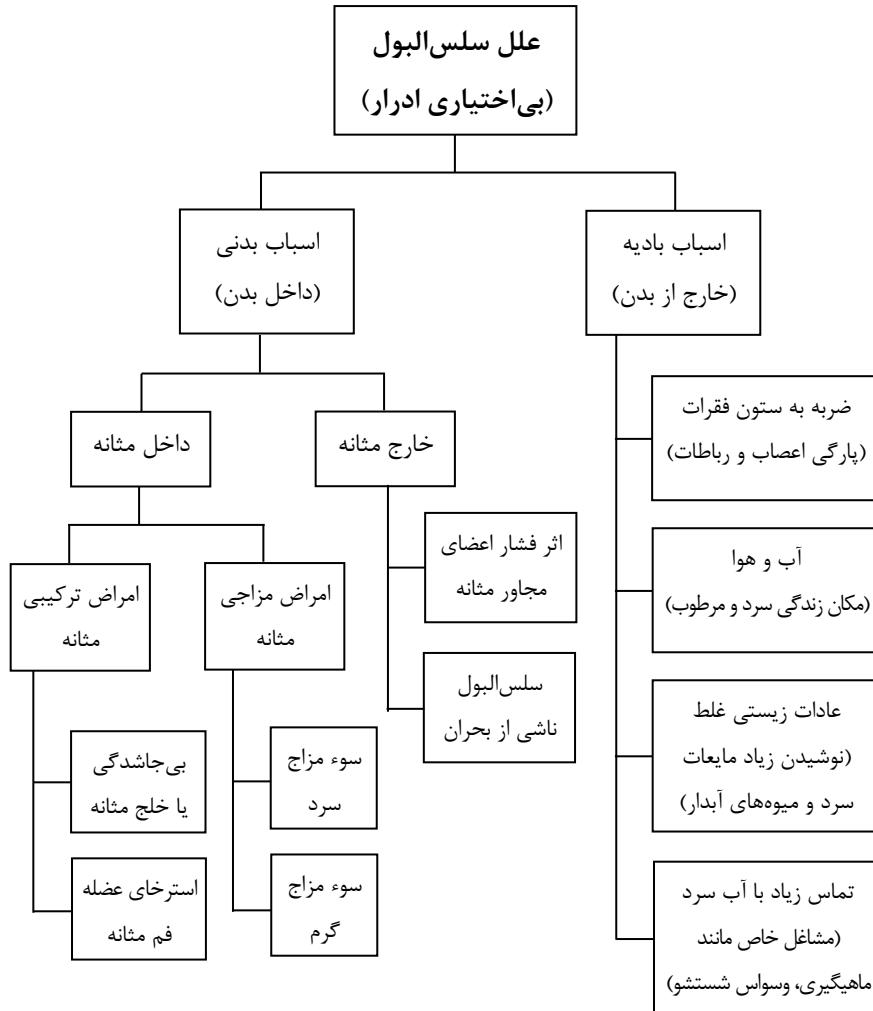 علل سلس‌البول
(بی‌اختیاری ادرار)
اسباب بادیه
(خارج از بدن)
ضربه به ستون فقرات
(پارگی اعصاب و رباطات)
آب و هوا
(مکان زندگی سرد و مرطوب)
عادات زیستی غلط
(نوشیدن زیاد مایعات
سرد و میوه‌های آبدار)
تماس زیاد با آب سرد
(مشاغل خاص مانند
ماهیگیری، وسواس شستشو)
اسباب بدنی
(داخل بدن)
خارج مثانه
اثر فشار اعضای
مجاور مثانه
سلس‌البول
ناشی از بحران
داخل مثانه
امراض مزاجی
مثانه
سوء مزاج
سرد
سوء مزاج
گرم
امراض ترکیبی
مثانه
بی‌جاشدگی
یا خلج مثانه
استرخای عضله
فم مثانه